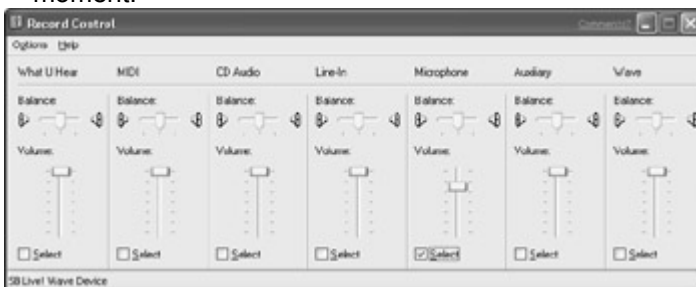 moment.
Record Control
Comments?
Options Help
What U Hear MIDI CD Audio Line-In Microphone Auxiliary Wave
Balance: Balance: Balance: Balance: Balance: Balance: Balance:
Volume: Volume: Volume: Volume: Volume: Volume: Volume:
Select Select Select Select Select Select Select
SB Live! Wave Device